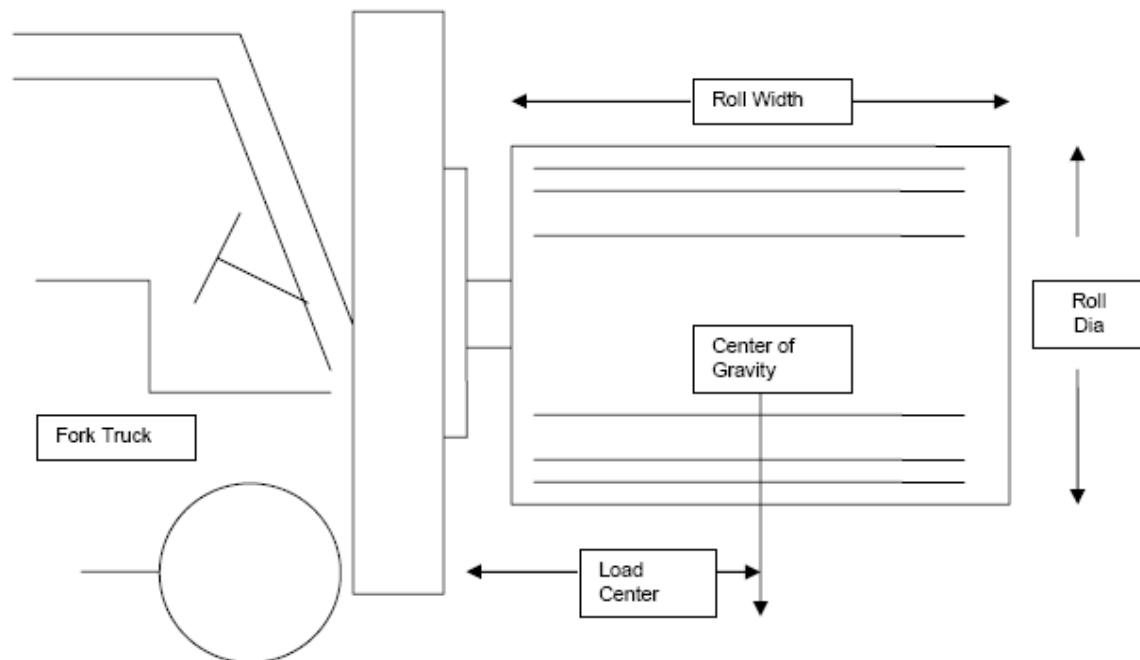 Roll Width
Roll
Dia
Center of
Gravity
Fork Truck
Load
Center